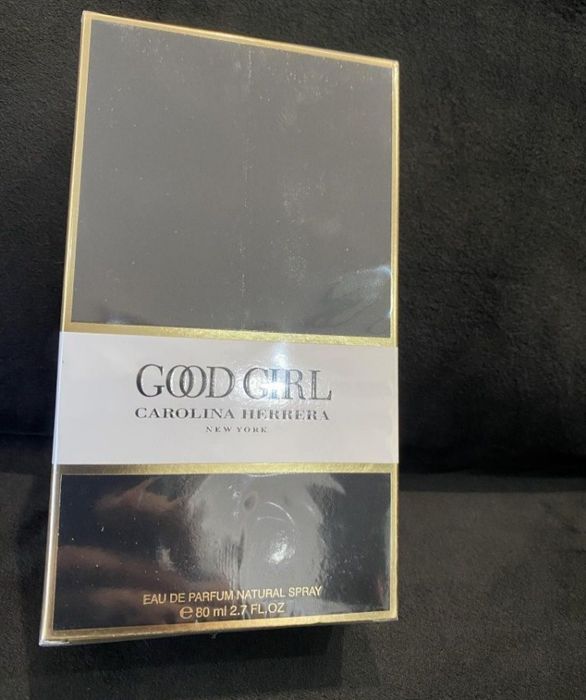 GOOD GIRL
CAROLINA HERRERA
NEW YORK
EAU DE PARFUM NATURAL SPRAY
℮ 80 ml 2.7 FL.OZ